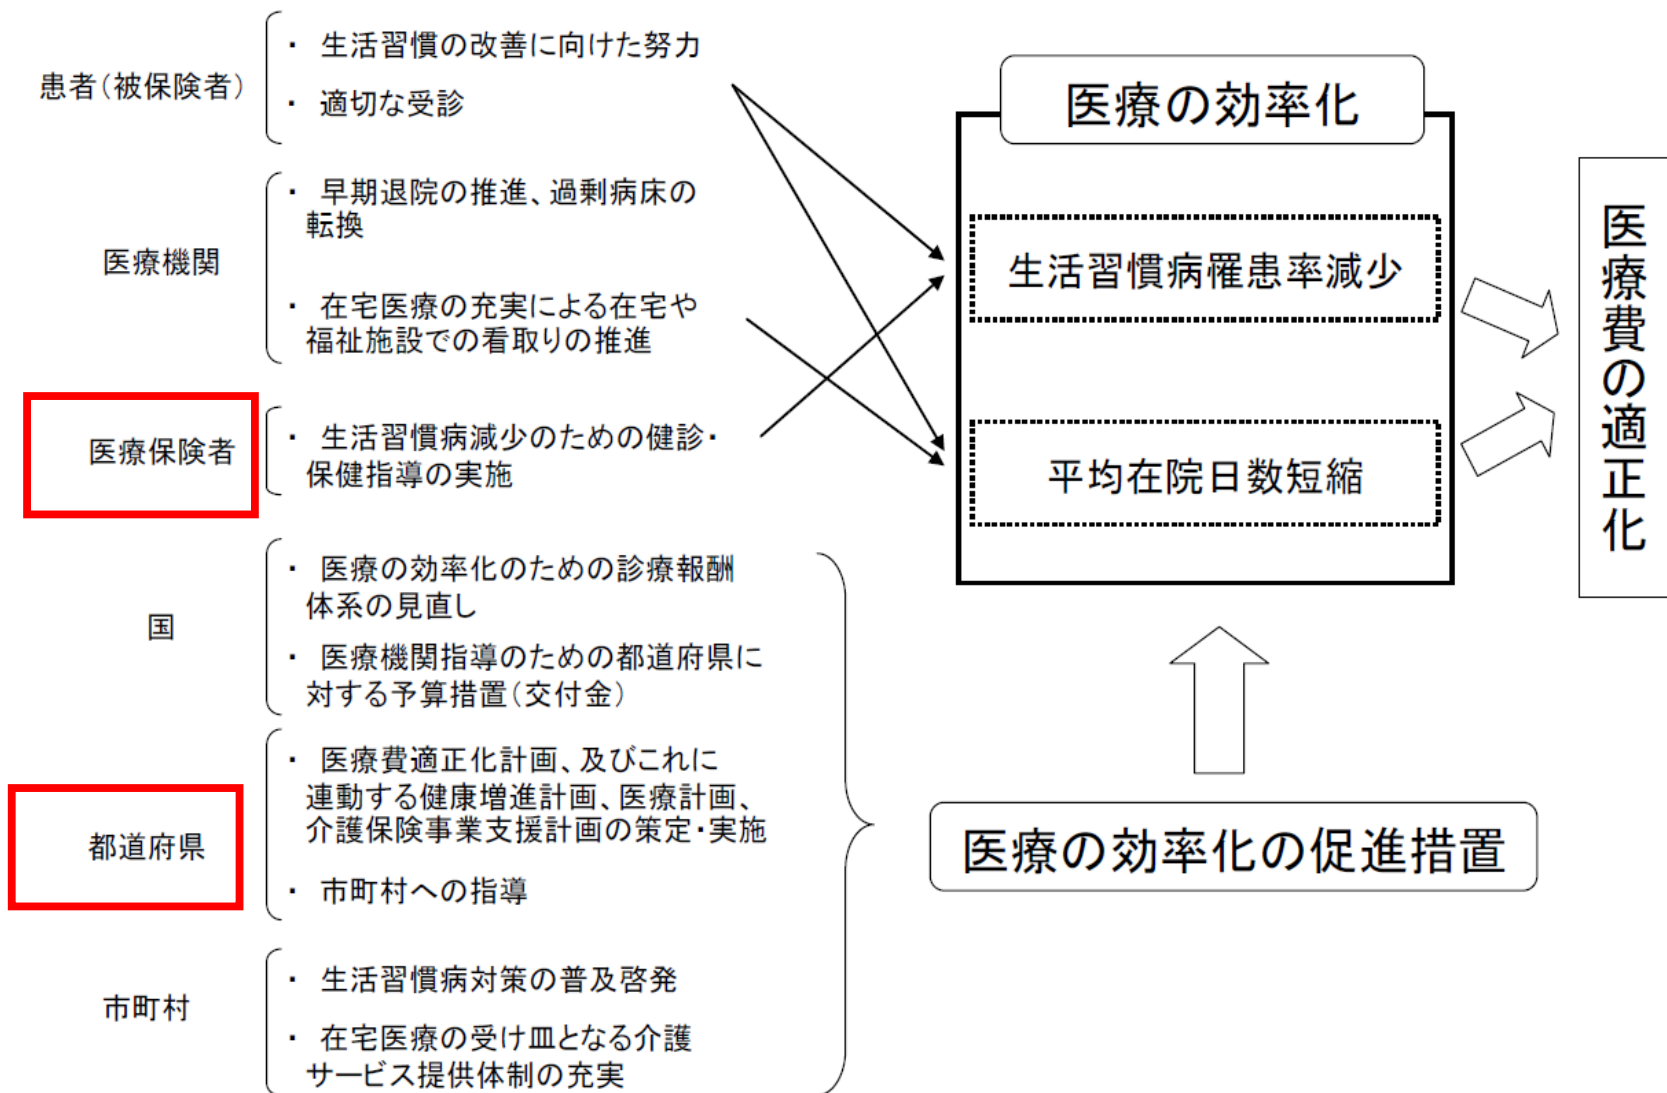 患者（被保険者）
・ 生活習慣の改善に向けた努力
・ 適切な受診
医療機関
・ 早期退院の推進、過剰病床の
転換
・ 在宅医療の充実による在宅や
福祉施設での看取りの推進
医療保険者
・ 生活習慣病減少のための健診・
保健指導の実施
国
・ 医療の効率化のための診療報酬
体系の見直し
・ 医療機関指導のための都道府県に
対する予算措置（交付金）
都道府県
・ 医療費適正化計画、及びこれに
連動する健康増進計画、医療計画、
介護保険事業支援計画の策定・実施
・ 市町村への指導
市町村
・ 生活習慣病対策の普及啓発
・ 在宅医療の受け皿となる介護
サービス提供体制の充実
医療の効率化
生活習慣病罹患率減少
平均在院日数短縮
医療の効率化の促進措置
医療費の適正化